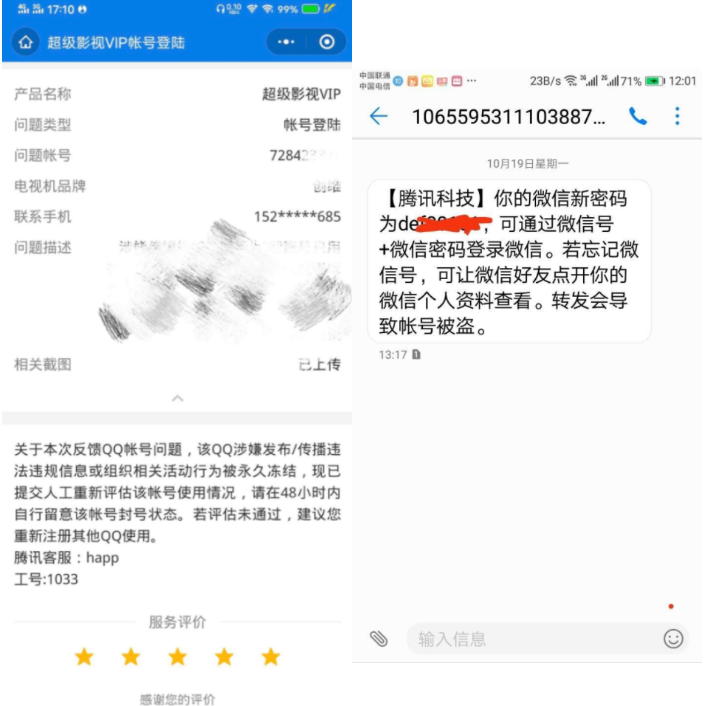 17:10
0.10
99%
超级影视VIP帐号登陆
产品名称 超级影视VIP
问题类型 帐号登陆
问题帐号 72842
电视机品牌 创维
联系手机 152*****685
问题描述
相关截图 已上传
关于本次反馈QQ帐号问题，该QQ涉嫌发布/传播违
法违规信息或组织相关活动行为被永久冻结，现已
提交人工重新评估该帐号使用情况，请在48小时内
自行留意该帐号封号状态。若评估未通过，建议您
重新注册其他QQ使用。
腾讯客服：happ
工号:1033
服务评价
感谢您的评价
中国联通
中国电信
23B/s
71%
12:01
1065595311103887...
10月19日星期一
【腾讯科技】你的微信新密码
为def，可通过微信号
+微信密码登录微信。若忘记微
信号，可让微信好友点开你的
微信个人资料查看。转发会导
致帐号被盗。
13:17
输入信息